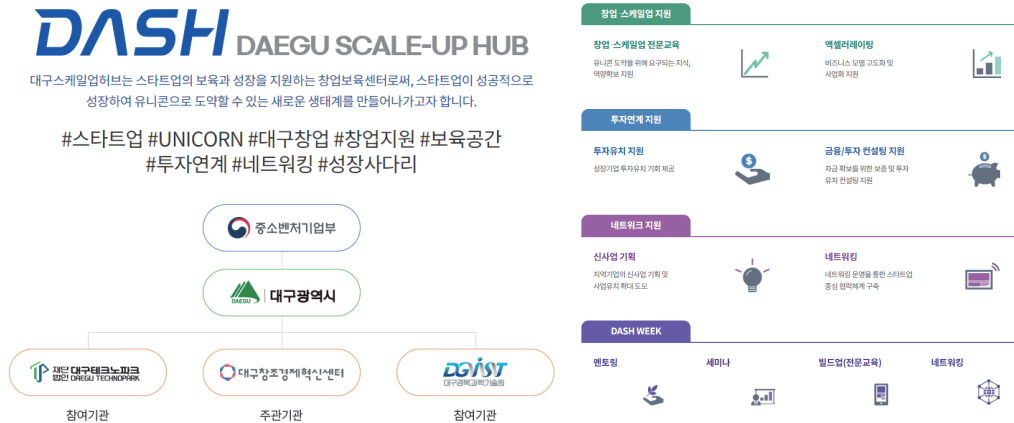 DASH DAEGU SCALE-UP HUB
대구스케일업허브는 스타트업의 보육과 성장을 지원하는 창업보육센터로써, 스타트업이 성공적으로
성장하여 유니콘으로 도약할 수 있는 새로운 생태계를 만들어나가고자 합니다.
#스타트업 #UNICORN #대구창업 #창업지원 #보육공간
#투자연계 #네트워킹 #성장사다리
중소벤처기업부
DAEGU 대구광역시
재단법인 대구테크노파크 DAEGU TECHNOPARK
대구창조경제혁신센터
DGIST
대구경북과학기술원
참여기관
주관기관
참여기관
창업·스케일업 지원
창업·스케일업 전문교육
유니콘 도약을 위해 요구되는 지식,
역량확보 지원
액셀러레이팅
비즈니스 모델 고도화 및
사업화 지원
투자연계 지원
투자유치 지원
성장기업 투자유치 기회 제공
금융/투자 컨설팅 지원
자금 확보를 위한 보증 및 투자
유치 컨설팅 지원
네트워크 지원
신사업 기획
지역기업의 신사업 기획 및
사업유치 확대 도모
네트워킹
네트워킹 운영을 통한 스타트업
중심 협력체계 구축
DASH WEEK
멘토링
세미나
빌드업(전문교육)
네트워킹